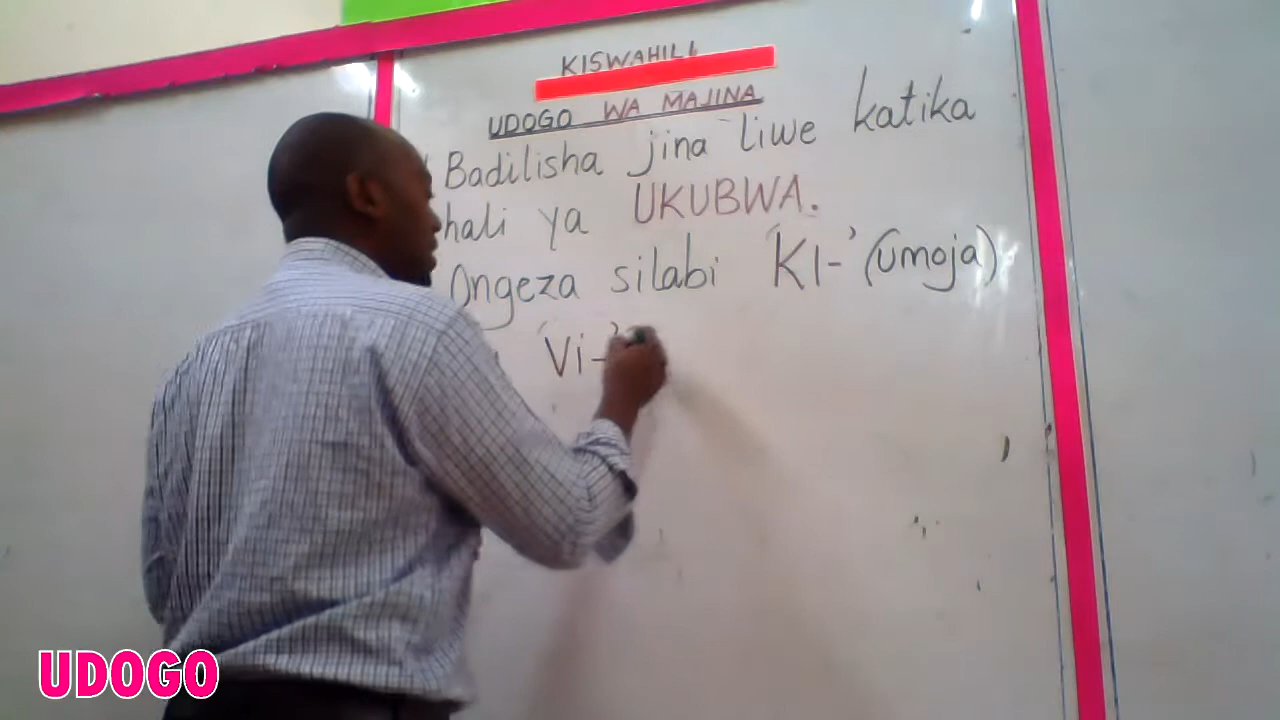 KISWAHILI
UDOGO WA MAJINA
Badilisha jina liwe katika
hali ya UKUBWA.
Ongeza silabi 'KI-' (umoja)
'Vi-'
UDOGO